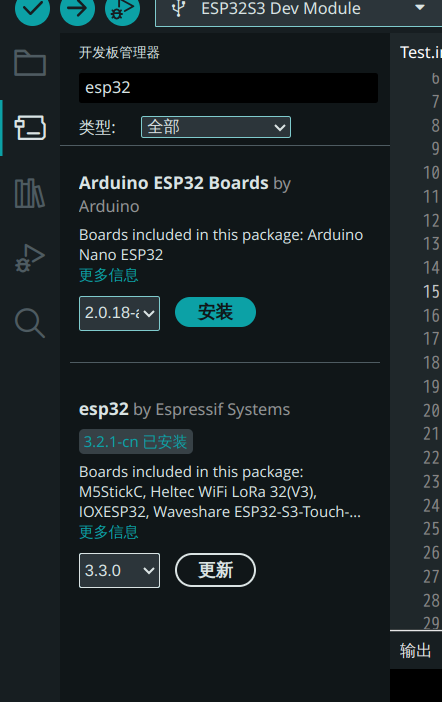 ESP32S3 Dev Module
开发板管理器
esp32
类型:
全部
Arduino ESP32 Boards by
Arduino
Boards included in this package: Arduino
Nano ESP32
更多信息
2.0.18-a
安装
esp32 by Espressif Systems
3.2.1-cn 已安装
Boards included in this package:
M5StickC, Heltec WiFi LoRa 32(V3),
IOXESP32, Waveshare ESP32-S3-Touch-...
更多信息
3.3.0
更新
Test.i
6
7
8
9
10
11
12
13
14
15
16
17
18
19
20
21
22
23
24
25
26
27
28
29
输出